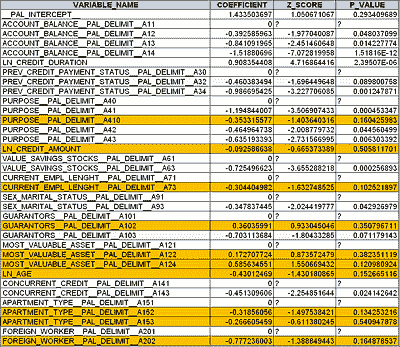 VARIABLE_NAME COEFFICIENT Z_SCORE P_VALUE
__PAL_INTERCEPT__ 1.433503697 1.050671067 0.293409689
ACCOUNT_BALANCE__PAL_DELIMIT__A11 0 ? ?
ACCOUNT_BALANCE__PAL_DELIMIT__A12 -0.392585963 -1.977040087 0.048037099
ACCOUNT_BALANCE__PAL_DELIMIT__A13 -0.841091965 -2.451460648 0.014227774
ACCOUNT_BALANCE__PAL_DELIMIT__A14 -1.51880696 -7.072819958 1.51816E-12
LN_CREDIT_DURATION 0.908354408 4.716864416 2.39507E-06
PREV_CREDIT_PAYMENT_STATUS__PAL_DELIMIT__A30 0 ? ?
PREV_CREDIT_PAYMENT_STATUS__PAL_DELIMIT__A32 -0.460383494 -1.696449648 0.089800758
PREV_CREDIT_PAYMENT_STATUS__PAL_DELIMIT__A34 -0.986695425 -3.227706085 0.001247871
PURPOSE__PAL_DELIMIT__A40 0 ? ?
PURPOSE__PAL_DELIMIT__A41 -1.194844007 -3.506907433 0.000453347
PURPOSE__PAL_DELIMIT__A410 -0.353315577 -1.403640316 0.160425983
PURPOSE__PAL_DELIMIT__A42 -0.464964738 -2.008779732 0.044560499
PURPOSE__PAL_DELIMIT__A43 -0.635193393 -2.731566995 0.006303392
LN_CREDIT_AMOUNT -0.092586638 -0.665373389 0.505811701
VALUE_SAVINGS_STOCKS__PAL_DELIMIT__A61 0 ? ?
VALUE_SAVINGS_STOCKS__PAL_DELIMIT__A63 -0.725496623 -3.655288218 0.000256893
CURRENT_EMPL_LENGHT__PAL_DELIMIT__A71 0 ? ?
CURRENT_EMPL_LENGHT__PAL_DELIMIT__A73 -0.304404982 -1.632748525 0.102521897
SEX_MARITAL_STATUS__PAL_DELIMIT__A91 0 ? ?
SEX_MARITAL_STATUS__PAL_DELIMIT__A93 -0.347837445 -2.024419777 0.042926979
GUARANTORS__PAL_DELIMIT__A101 0 ? ?
GUARANTORS__PAL_DELIMIT__A102 0.36035991 0.933045046 0.350796711
GUARANTORS__PAL_DELIMIT__A103 -0.703113684 -1.80433285 0.071179143
MOST_VALUABLE_ASSET__PAL_DELIMIT__A121 0 ? ?
MOST_VALUABLE_ASSET__PAL_DELIMIT__A122 0.172707724 0.873572479 0.382351119
MOST_VALUABLE_ASSET__PAL_DELIMIT__A124 0.585634551 1.550669432 0.120980924
LN_AGE -0.43012469 -1.430180865 0.152665116
CONCURRENT_CREDIT__PAL_DELIMIT__A141 0 ? ?
CONCURRENT_CREDIT__PAL_DELIMIT__A143 -0.451309606 -2.254851644 0.024142642
APARTMENT_TYPE__PAL_DELIMIT__A151 0 ? ?
APARTMENT_TYPE__PAL_DELIMIT__A152 -0.31856056 -1.497538421 0.134253216
APARTMENT_TYPE__PAL_DELIMIT__A153 -0.266605459 -0.611380245 0.540947878
FOREIGN_WORKER__PAL_DELIMIT__A201 0 ? ?
FOREIGN_WORKER__PAL_DELIMIT__A202 -0.777236003 -1.388849443 0.164878537